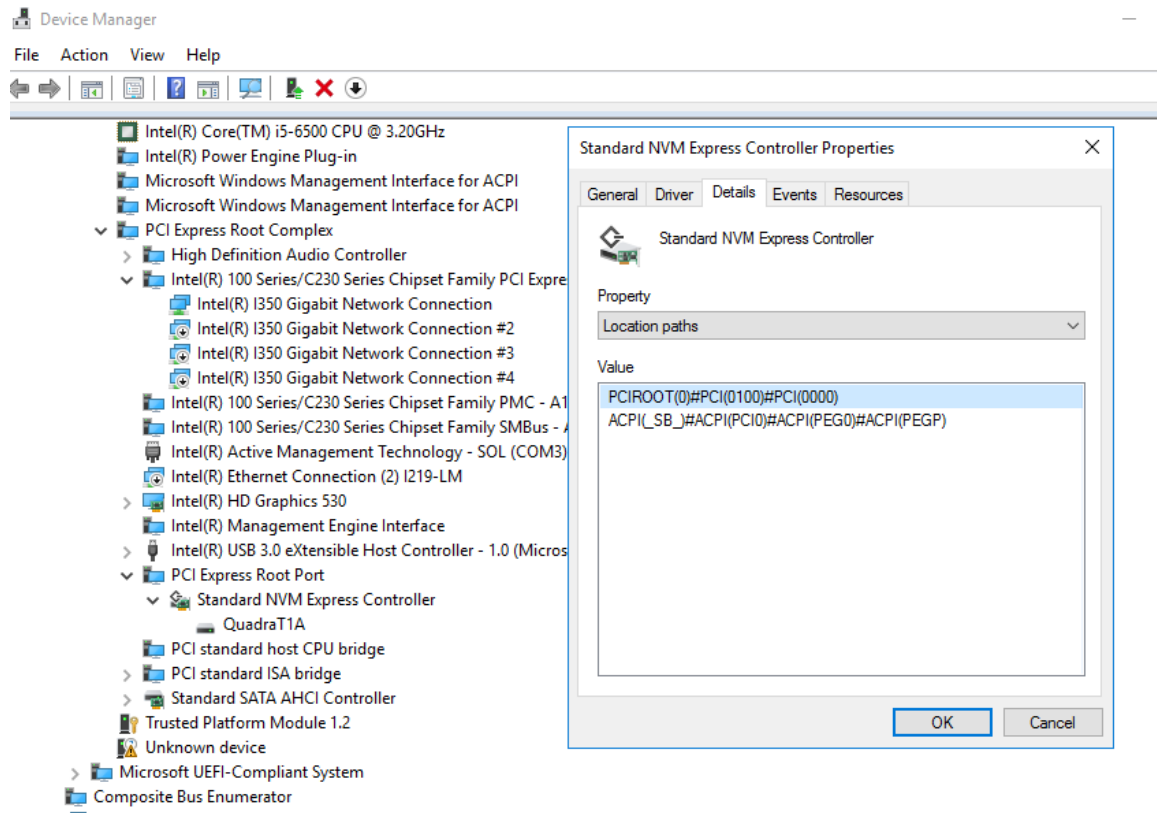 Device Manager
File Action View Help
Intel(R) Core(TM) i5-6500 CPU @ 3.20GHz
Intel(R) Power Engine Plug-in
Microsoft Windows Management Interface for ACPI
Microsoft Windows Management Interface for ACPI
PCI Express Root Complex
High Definition Audio Controller
Intel(R) 100 Series/C230 Series Chipset Family PCI Expre
Intel(R) I350 Gigabit Network Connection
Intel(R) I350 Gigabit Network Connection #2
Intel(R) I350 Gigabit Network Connection #3
Intel(R) I350 Gigabit Network Connection #4
Intel(R) 100 Series/C230 Series Chipset Family PMC - A1
Intel(R) 100 Series/C230 Series Chipset Family SMBus -
Intel(R) Active Management Technology - SOL (COM3)
Intel(R) Ethernet Connection (2) I219-LM
Intel(R) HD Graphics 530
Intel(R) Management Engine Interface
Intel(R) USB 3.0 eXtensible Host Controller - 1.0 (Micros
PCI Express Root Port
Standard NVM Express Controller
QuadraT1A
PCI standard host CPU bridge
PCI standard ISA bridge
Standard SATA AHCI Controller
Trusted Platform Module 1.2
Unknown device
Microsoft UEFI-Compliant System
Composite Bus Enumerator
Standard NVM Express Controller Properties
General Driver Details Events Resources
Standard NVM Express Controller
Property
Location paths
Value
PCIROOT(0)#PCI(0100)#PCI(0000)
ACPI(_SB_)#ACPI(PCI0)#ACPI(PEG0)#ACPI(PEGP)
OK Cancel